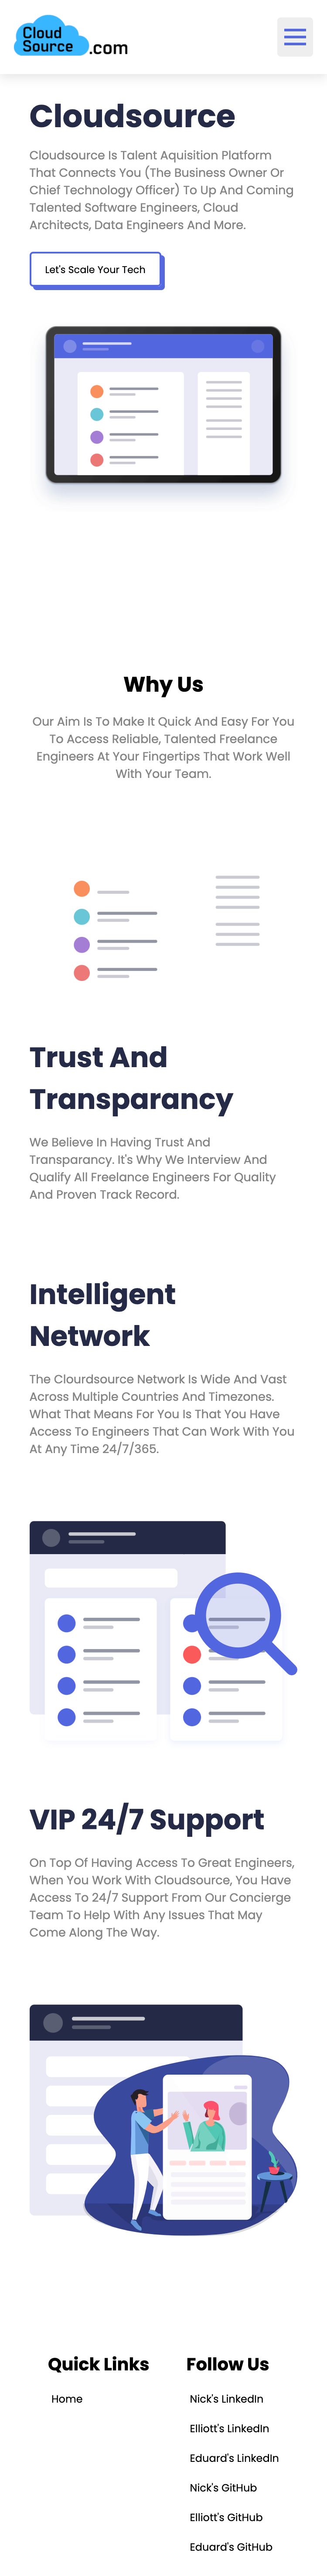 Cloud
Source
.com
Cloudsource
Cloudsource Is Talent Aquisition Platform
That Connects You (The Business Owner Or
Chief Technology Officer) To Up And Coming
Talented Software Engineers, Cloud
Architects, Data Engineers And More.
Let's Scale Your Tech
Why Us
Our Aim Is To Make It Quick And Easy For You
To Access Reliable, Talented Freelance
Engineers At Your Fingertips That Work Well
With Your Team.
Trust And
Transparancy
We Believe In Having Trust And
Transparancy. It's Why We Interview And
Qualify All Freelance Engineers For Quality
And Proven Track Record.
Intelligent
Network
The Clourdsource Network Is Wide And Vast
Across Multiple Countries And Timezones.
What That Means For You Is That You Have
Access To Engineers That Can Work With You
At Any Time 24/7/365.
VIP 24/7 Support
On Top Of Having Access To Great Engineers,
When You Work With Cloudsource, You Have
Access To 24/7 Support From Our Concierge
Team To Help With Any Issues That May
Come Along The Way.
Quick Links
Home
Follow Us
Nick's LinkedIn
Elliott's LinkedIn
Eduard's LinkedIn
Nick's GitHub
Elliott's GitHub
Eduard's GitHub